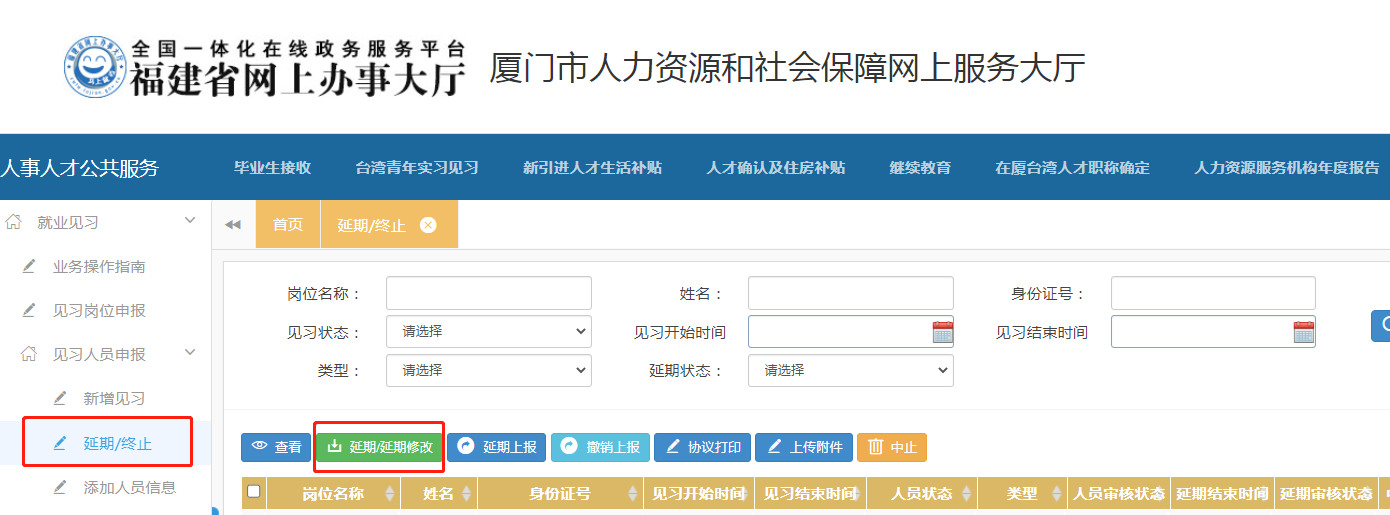 全国一体化在线政务服务平台
福建省网上办事大厅
厦门市人力资源和社会保障网上服务大厅
人事人才公共服务
毕业生接收 台湾青年实习见习 新引进人才生活补贴 人才确认及住房补贴 继续教育 在厦台湾人才职称确定 人力资源服务机构年度报告
就业见习
首页 延期/终止
业务操作指南
见习岗位申报
见习人员申报
新增见习
延期/终止
添加人员信息
岗位名称： 姓名： 身份证号：
见习状态： 请选择 见习开始时间 见习结束时间
类型： 请选择 延期状态： 请选择
查看 延期/延期修改 延期上报 撤销上报 协议打印 上传附件 中止
岗位名称 姓名 身份证号 见习开始时间 见习结束时间 人员状态 类型 人员审核状态 延期结束时间 延期审核状态